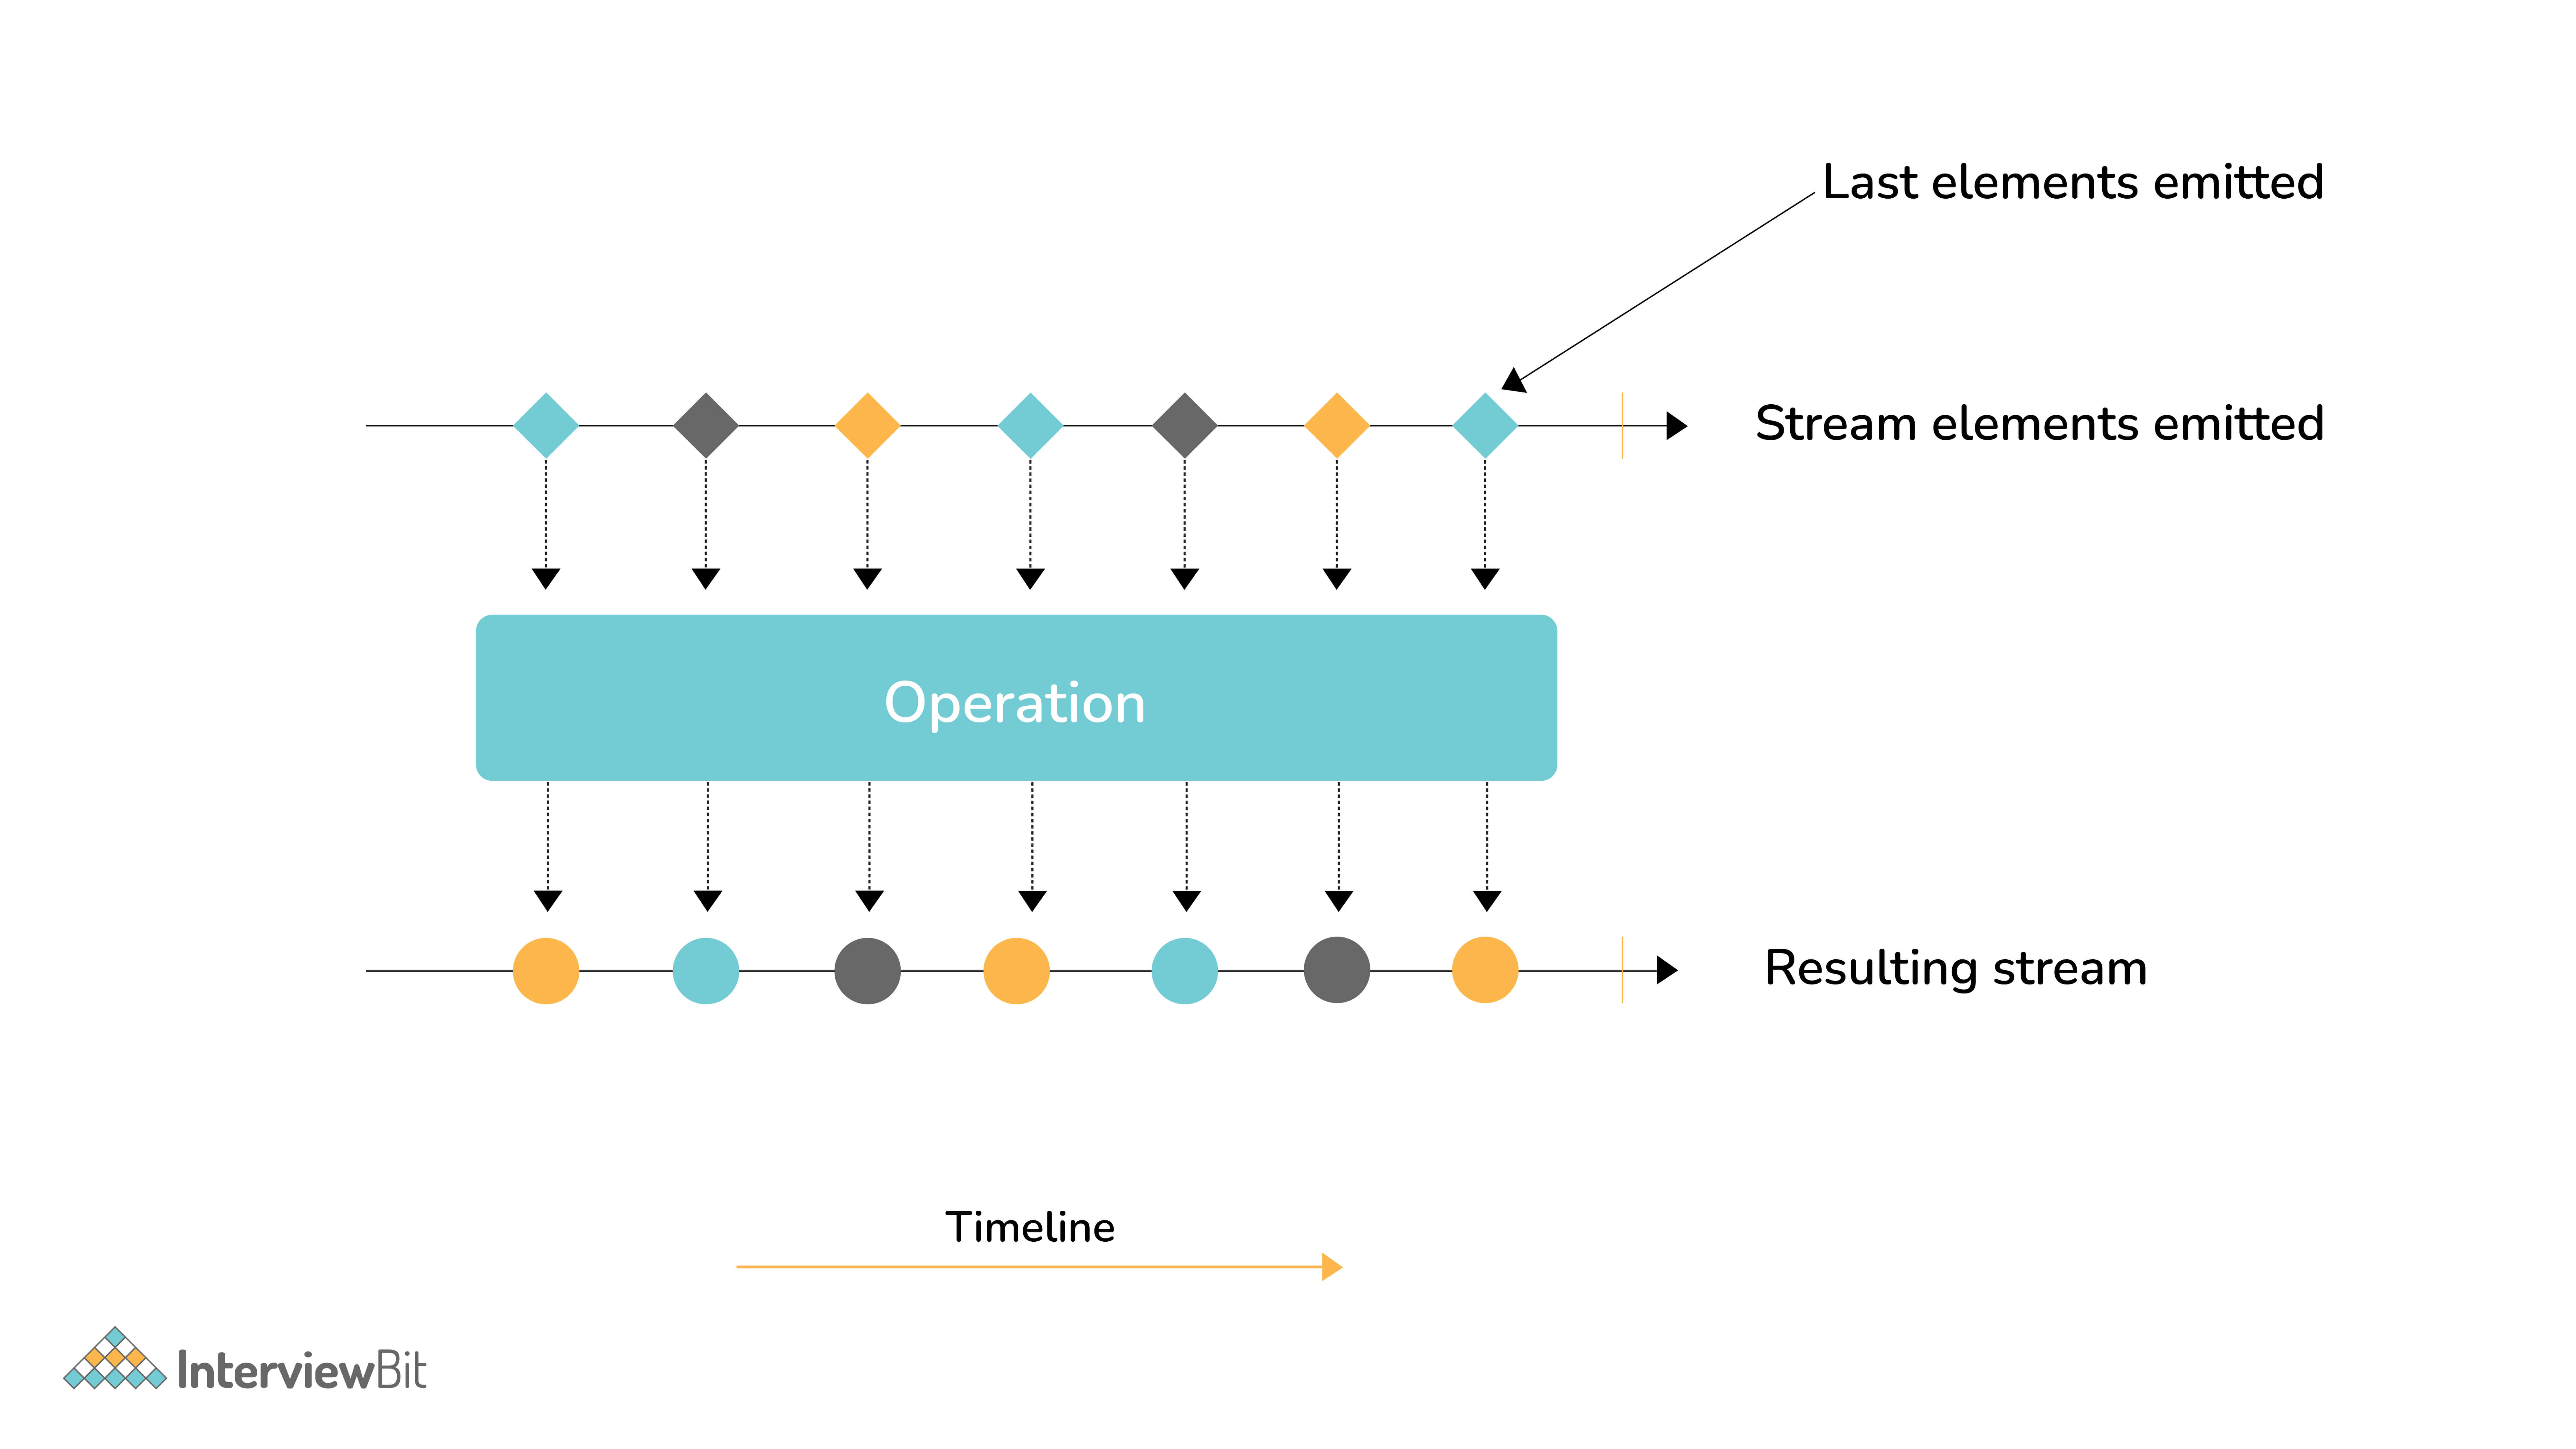 Last elements emitted
Stream elements emitted
Operation
Resulting stream
Timeline
InterviewBit